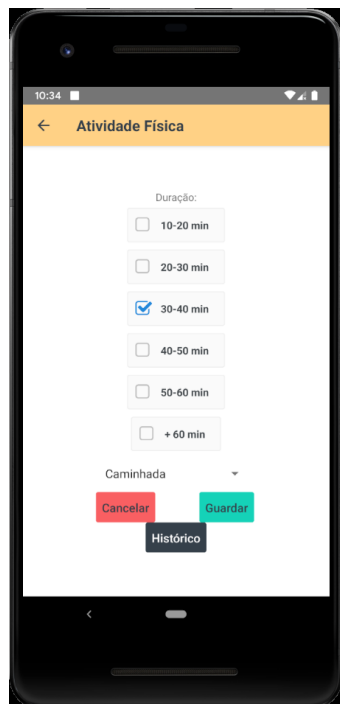 10:34
Atividade Física
Duração:
10-20 min
20-30 min
30-40 min
40-50 min
50-60 min
+ 60 min
Caminhada
Cancelar Guardar
Histórico